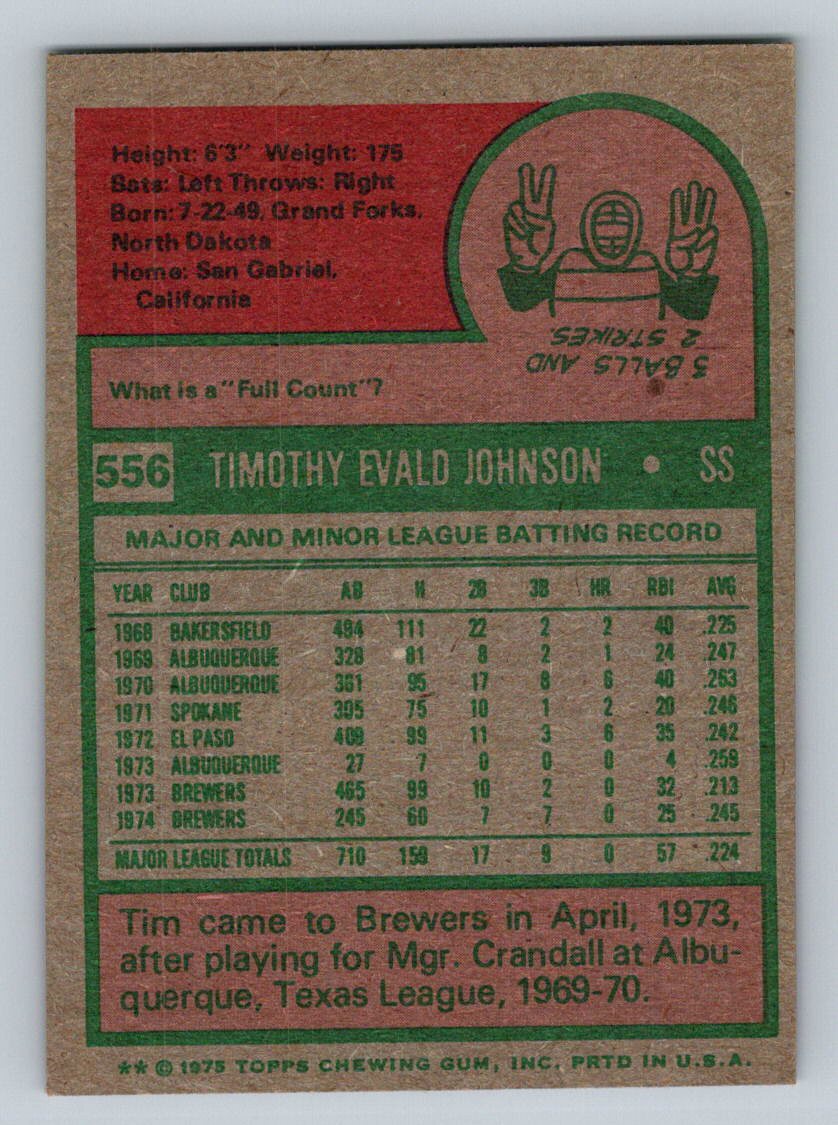 Height: 6'3" Weight: 175
Bats: Left Throws: Right
Born: 7-22-49, Grand Forks,
North Dakota
Home: San Gabriel,
California
3 BALLS AND
2 STRIKES.
What is a "Full Count"?
556 TIMOTHY EVALD JOHNSON • SS
MAJOR AND MINOR LEAGUE BATTING RECORD
YEAR CLUB AB H 2B 3B HR RBI AVG
1968 BAKERSFIELD 494 111 22 2 2 40 .225
1969 ALBUQUERQUE 328 81 8 2 1 24 .247
1970 ALBUQUERQUE 361 95 17 8 6 40 .263
1971 SPOKANE 305 75 10 1 2 20 .246
1972 EL PASO 409 99 11 3 6 35 .242
1973 ALBUQUERQUE 27 7 0 0 0 4 .259
1973 BREWERS 465 99 10 2 0 32 .213
1974 BREWERS 245 60 7 7 0 25 .245
MAJOR LEAGUE TOTALS 710 159 17 9 0 57 .224
Tim came to Brewers in April, 1973,
after playing for Mgr. Crandall at Albu-
querque, Texas League, 1969-70.
** © 1975 TOPPS CHEWING GUM, INC. PRTD IN U.S.A.